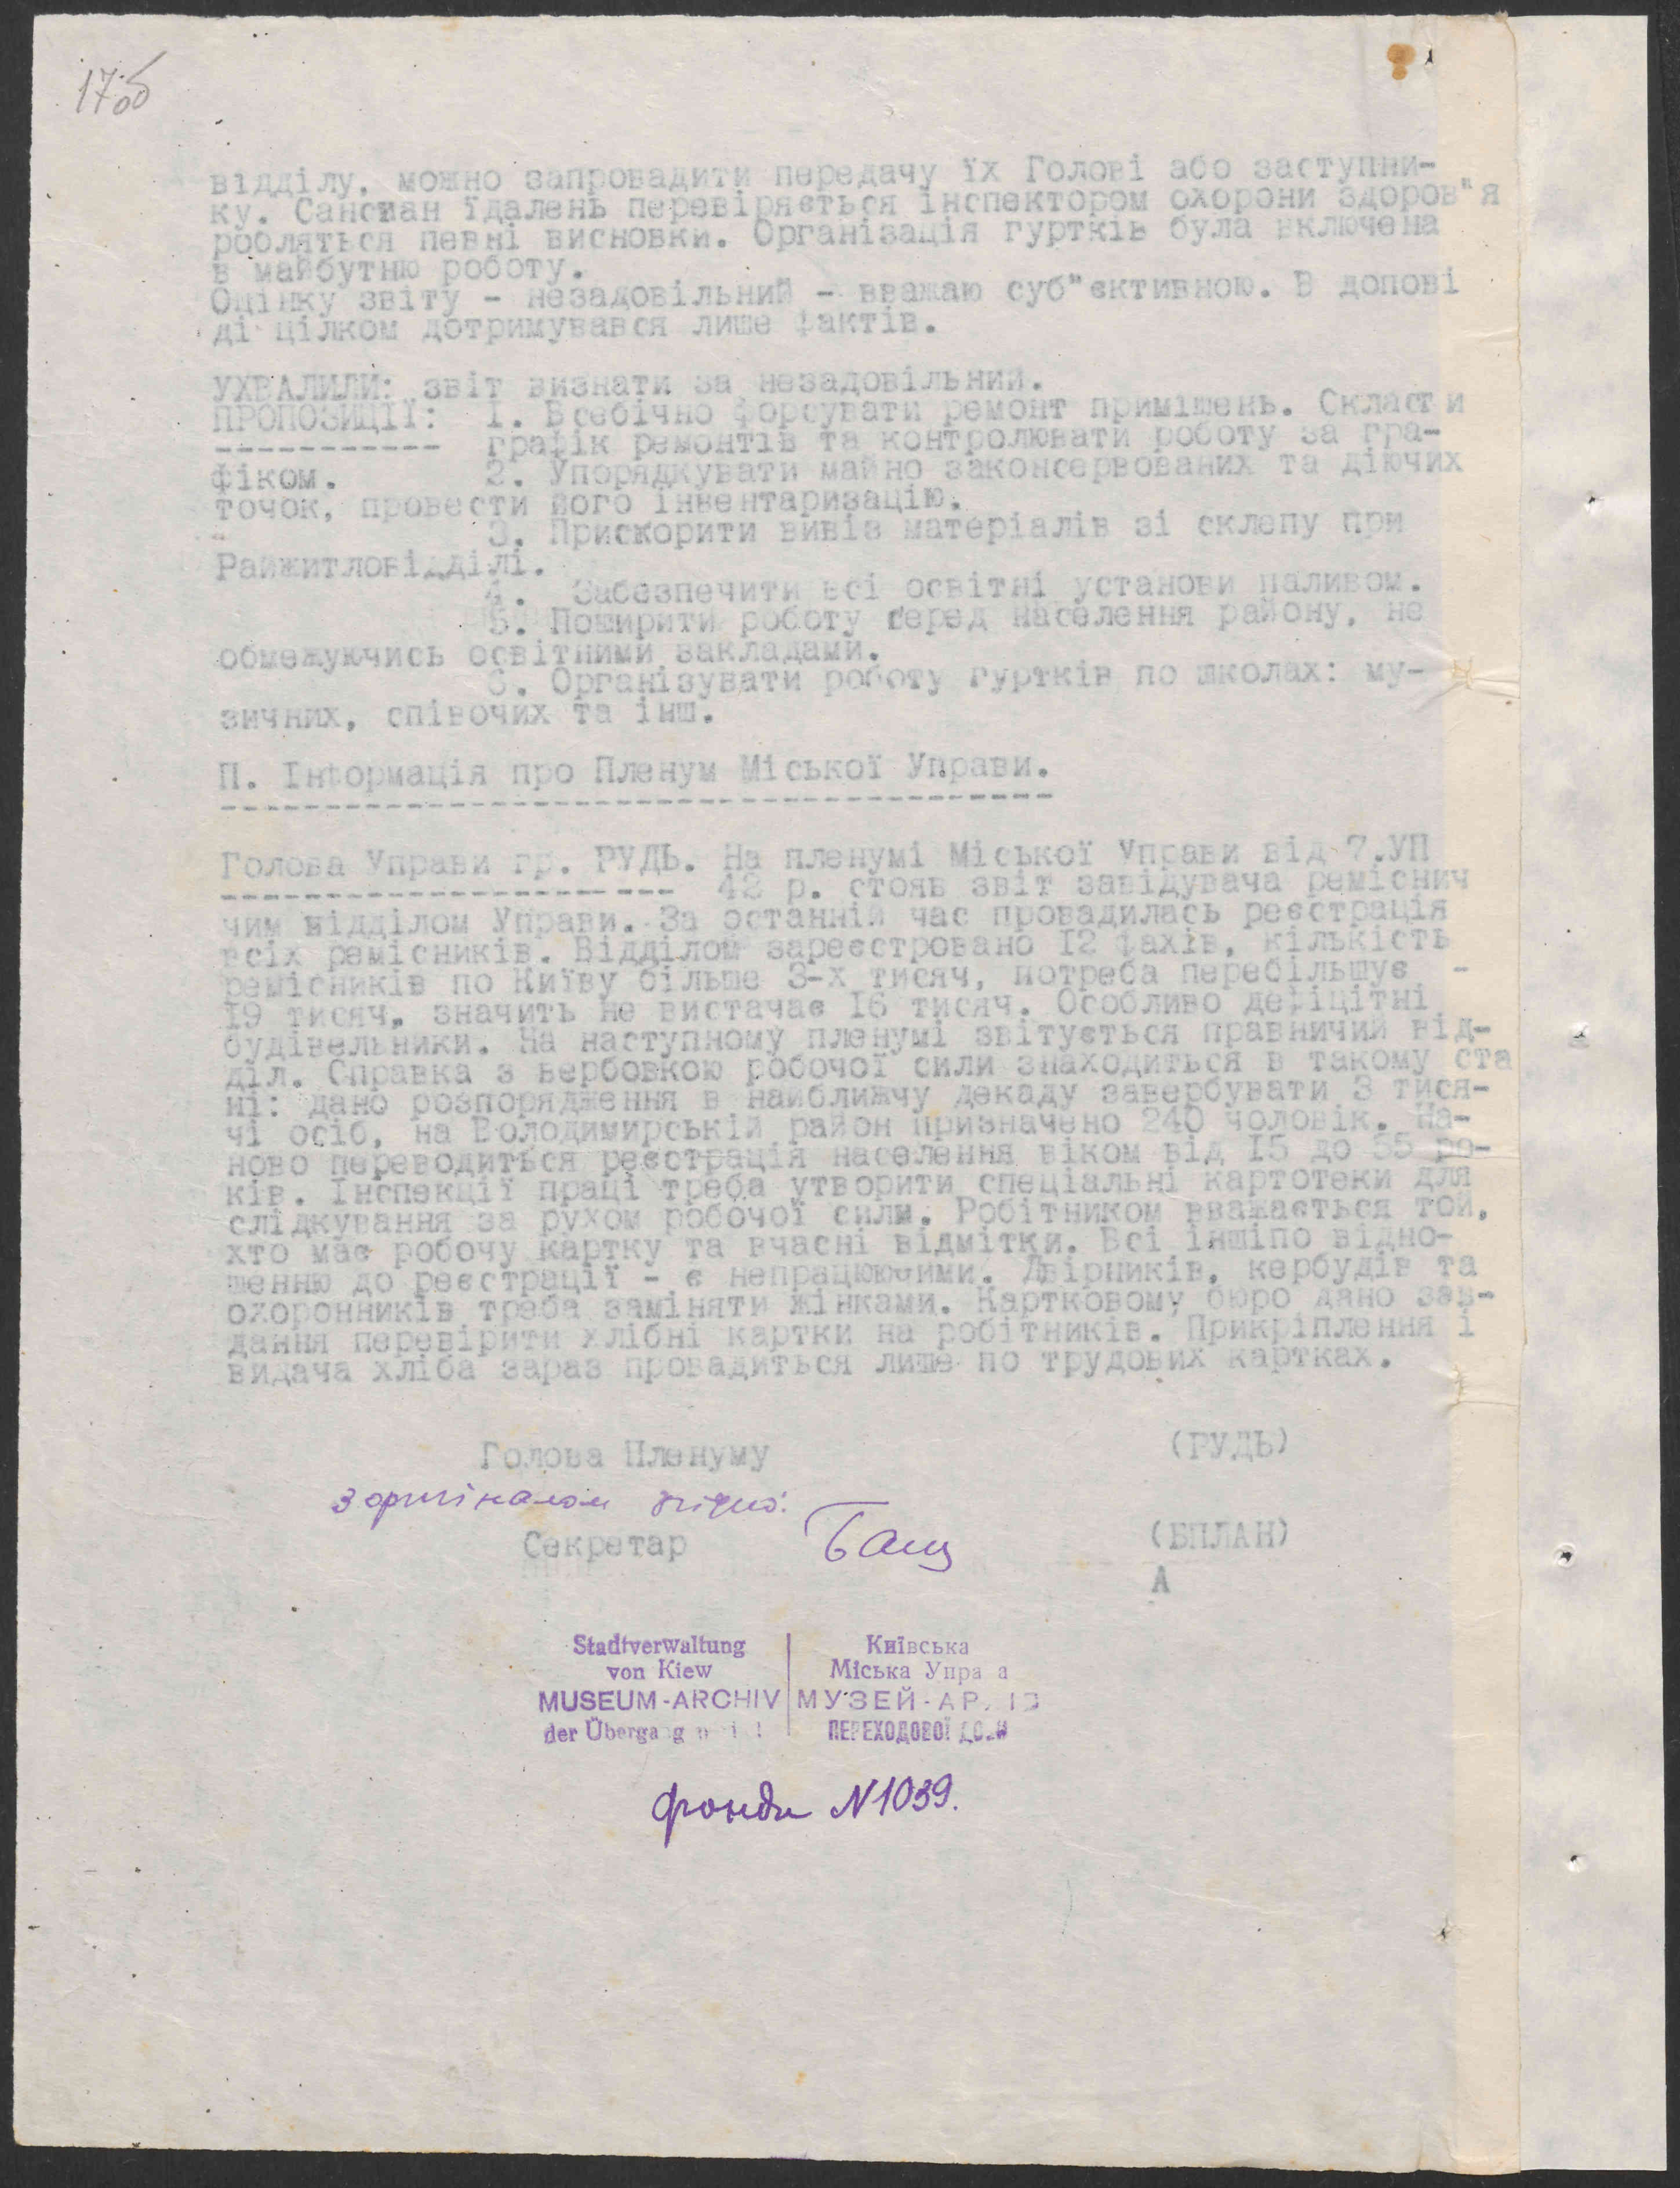 17об
відділу, можно запровадити передачу їх Голові або заступни-
ку. Санстан їдалень перевіряється інспектором охорони здоров"я
робляться певні висновки. Організація гуртків була включена
в майбутню роботу.
Оцінку звіту - незадовільний - вважаю суб"єктивною. В допові
ді цілком дотримувався лише фактів.
УХВАЛИЛИ: звіт визнати за незадовільний.
ПРОПОЗИЦІЇ: 1. Всебічно форсувати ремонт приміщень. Скласти
----------- графік ремонтів та контролювати роботу за гра-
фіком. 2. Упорядкувати майно законсервованих та діючих
точок, провести його інвентаризацію.
3. Прискорити вивіз матеріалів зі склепу при
Райжитловідділі.
4. Забезпечити всі освітні установи паливом.
5. Поширити роботу серед населення району, не
обмежуючись освітніми закладами.
6. Організувати роботу гуртків по школах: му-
зичних, співочих та інш.
П. Інформація про Пленум Міської Управи.
Голова Управи гр. РУДЬ. На пленумі Міської Управи від 7.УП
42 р. стояв звіт завідувача реміснич
чим відділом Управи. За останній час провадилась реєстрація
всіх ремісників. Відділом зареєстровано 12 фахів, кількість
ремісників по Київу більше 3-х тисяч, потреба перебільшує -
19 тисяч, значить не вистачає 16 тисяч. Особливо дефіцітні
будівельники. На наступному пленумі звітується правничий від-
діл. Справка з вербовкою робочої сили знаходиться в такому ста
ні: дано розпорядження в найближчу декаду завербувати 3 тися-
чі осіб, на Володимирській район призначено 240 чоловік. На-
ново переводиться реєстрація населення віком від 15 до 55 ро-
ків. Інспекції праці треба утворити спеціальні картотеки для
слідкування за рухом робочої сили. Робітником вважається той,
хто має робочу картку та вчасні відмітки. Всі іншіпо відно-
шенню до реєстрації - є непрацюючими. Двірників, кербудів та
охоронників треба заміняти жінками. Картковому бюро дано зав-
дання перевірити хлібні картки на робітників. Прикріплення і
видача хліба зараз провадиться лише по трудових картках.
Голова Пленуму (РУДЬ)
з оригіналом згідно:
Секретар (БПЛАН)
А
Stadtverwaltung
von Kiew
MUSEUM-ARCHIV
der
Київська
Міська
ПЕРЕХОДОВОЇ
фонди N1039.